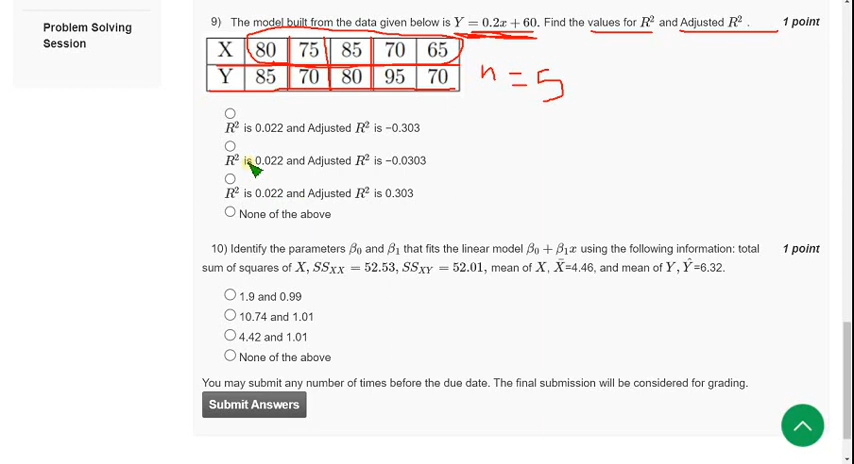 Problem Solving
Session
9) The model built from the data given below is Y = 0.2x + 60. Find the values for R² and Adjusted R² . 1 point
X 80 75 85 70 65
Y 85 70 80 95 70
n = 5
R² is 0.022 and Adjusted R² is −0.303
R² is 0.022 and Adjusted R² is −0.0303
R² is 0.022 and Adjusted R² is 0.303
None of the above
10) Identify the parameters β₀ and β₁ that fits the linear model β₀ + β₁x using the following information: total 1 point
sum of squares of X, SS_XX = 52.53, SS_XY = 52.01, mean of X, X̄=4.46, and mean of Y, Ŷ=6.32.
1.9 and 0.99
10.74 and 1.01
4.42 and 1.01
None of the above
You may submit any number of times before the due date. The final submission will be considered for grading.
Submit Answers